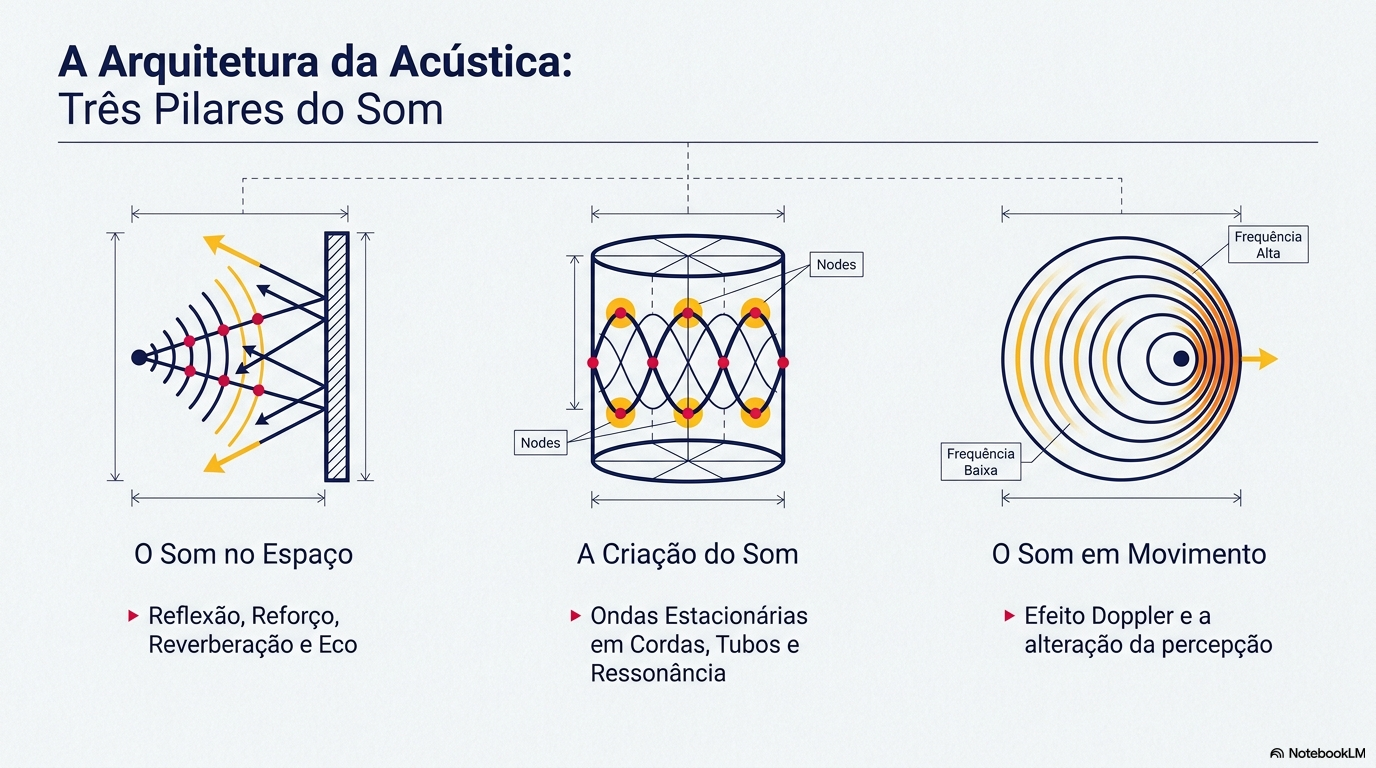 A Arquitetura da Acústica:
Três Pilares do Som
Nodes
Nodes
Frequência
Alta
Frequência
Baixa
O Som no Espaço
Reflexão, Reforço,
Reverberação e Eco
A Criação do Som
Ondas Estacionárias
em Cordas, Tubos e
Ressonância
O Som em Movimento
Efeito Doppler e a
alteração da percepção
NotebookLM